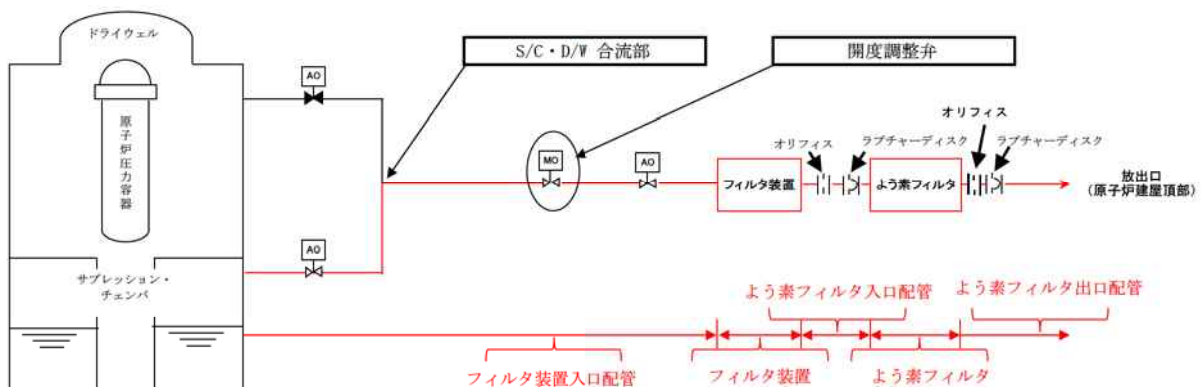 ドライウェル
原子炉圧力容器
サプレッション・
チェンバ
AO
S/C・D/W 合流部
開度調整弁
MO
AO
AO
フィルタ装置
オリフィス
ラプチャーディスク
よう素フィルタ
オリフィス
ラプチャーディスク
放出口
(原子炉建屋頂部)
よう素フィルタ入口配管
よう素フィルタ出口配管
フィルタ装置入口配管
フィルタ装置
よう素フィルタ